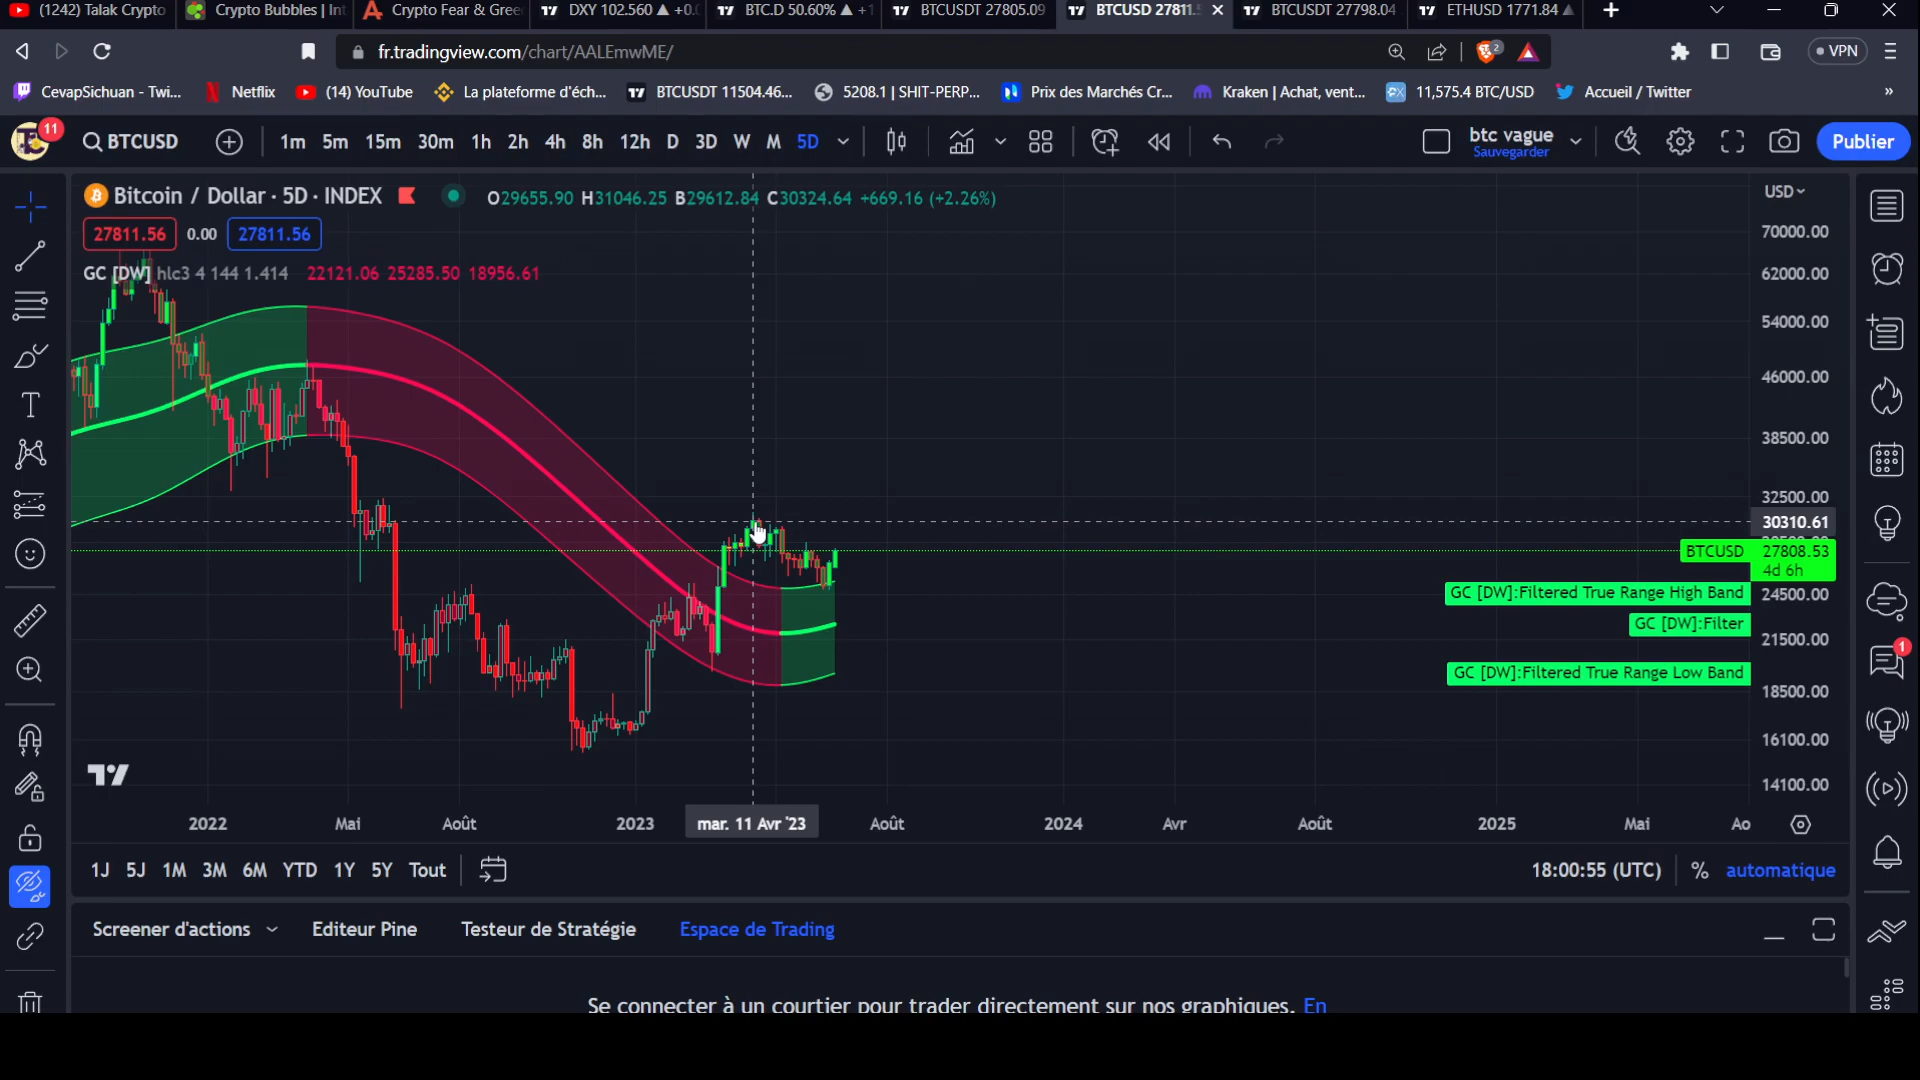 (1242) Talak Crypto
Crypto Bubbles | Int
Crypto Fear & Gree
DXY 102.560 ▲ +0.
BTC.D 50.60% ▲ +1
BTCUSDT 27805.09
BTCUSD 27811.5
BTCUSDT 27798.04
ETHUSD 1771.84 ▲
fr.tradingview.com/chart/AALEmwME/
2
VPN
CevapSichuan - Twi...
Netflix
(14) YouTube
La plateforme d'éch...
BTCUSDT 11504.46...
5208.1 | SHIT-PERP...
Prix des Marchés Cr...
Kraken | Achat, vent...
11,575.4 BTC/USD
Accueil / Twitter
»
11
BTCUSD
1m 5m 15m 30m 1h 2h 4h 8h 12h D 3D W M 5D
btc vague
Sauvegarder
Publier
Bitcoin / Dollar · 5D · INDEX
O29655.90 H31046.25 B29612.84 C30324.64 +669.16 (+2.26%)
27811.56 0.00 27811.56
GC [DW] hlc3 4 144 1.414 22121.06 25285.50 18956.61
USD
70000.00
62000.00
54000.00
46000.00
38500.00
32500.00
30310.61
BTCUSD 27808.53
4d 6h
GC [DW]:Filtered True Range High Band
24500.00
GC [DW]:Filter
21500.00
GC [DW]:Filtered True Range Low Band
18500.00
16100.00
14100.00
1
2022 Mai Août 2023 mar. 11 Avr '23 Août 2024 Avr Août 2025 Mai Ao
1J 5J 1M 3M 6M YTD 1Y 5Y Tout
18:00:55 (UTC) % automatique
Screener d'actions Editeur Pine Testeur de Stratégie Espace de Trading
Se connecter à un courtier pour trader directement sur nos graphiques. En